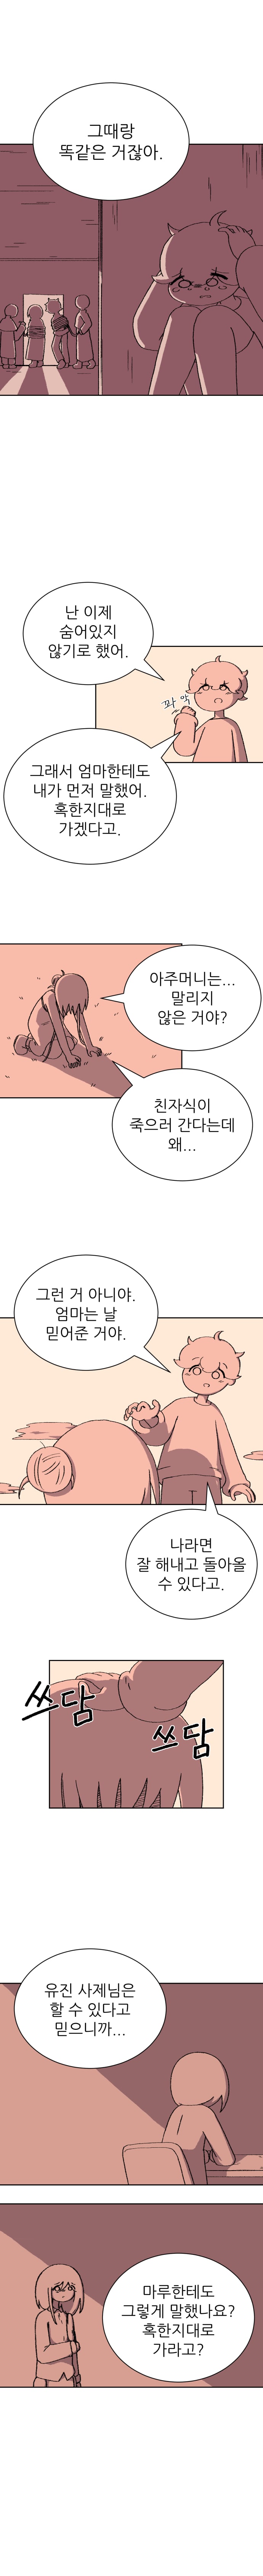 그때랑
똑같은 거잖아.
난 이제
숨어있지
않기로 했어.
꽈악
그래서 엄마한테도
내가 먼저 말했어.
혹한지대로
가겠다고.
아주머니는...
말리지
않은 거야?
친자식이
죽으러 간다는데
왜...
그런 거 아니야.
엄마는 날
믿어준 거야.
나라면
잘 해내고 돌아올
수 있다고.
쓰담
쓰담
유진 사제님은
할 수 있다고
믿으니까...
마루한테도
그렇게 말했나요?
혹한지대로
가라고?